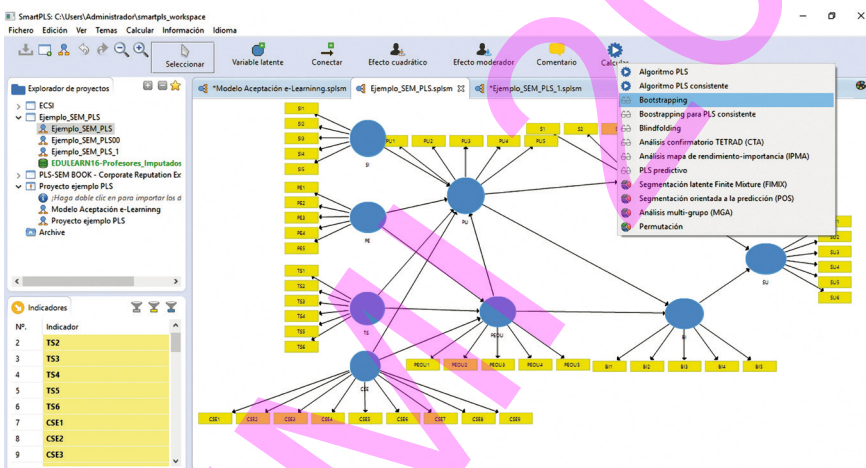 SmartPLS: C:\Users\Administrador\smartpls_workspace
Fichero Edición Ver Temas Calcular Información Idioma
Seleccionar Variable latente Conectar Efecto cuadrático Efecto moderador Comentario Calcular
Explorador de proyectos
ECSI
Ejemplo_SEM_PLS
Ejemplo_SEM_PLS
Ejemplo_SEM_PLS00
Ejemplo_SEM_PLS_1
EDULEARN16-Profesores_Imputados
PLS-SEM BOOK - Corporate Reputation Ex
Proyecto ejemplo PLS
¡Haga doble clic en para importar los d
Modelo Aceptación e-Learnning
Proyecto ejemplo PLS
Archive
Indicadores
Nº. Indicador
2 TS2
3 TS3
4 TS4
5 TS5
6 TS6
7 CSE1
8 CSE2
9 CSE3
*Modelo Aceptación e-Learninng.splsm Ejemplo_SEM_PLS.splsm *Ejemplo_SEM_PLS_1.splsm
Algoritmo PLS
Algoritmo PLS consistente
Bootstrapping
Boostrapping para PLS consistente
Blindfolding
Análisis confirmatorio TETRAD (CTA)
Análisis mapa de rendimiento-importancia (IPMA)
PLS predictivo
Segmentación latente Finite Mixture (FIMIX)
Segmentación orientada a la predicción (POS)
Análisis multi-grupo (MGA)
Permutación
SI1
SI2
SI3
SI4
SI5
SI
PU1 PU2 PU3 PU4 PU5
S1 S2
PU
PE1
PE2
PE3
PE4
PE5
PE
TS1
TS2
TS3
TS4
TS5
TS6
TS
PEOU
PEOU1 PEOU2 PEOU3 PEOU4 PEOU5
CSE
CSE1 CSE2 CSE3 CSE4 CSE5 CSE6 CSE7 CSE8 CSE9
BI
BI1 BI2 BI3 BI4 BI5
SU
SU2
SU3
SU4
SU5
SU6